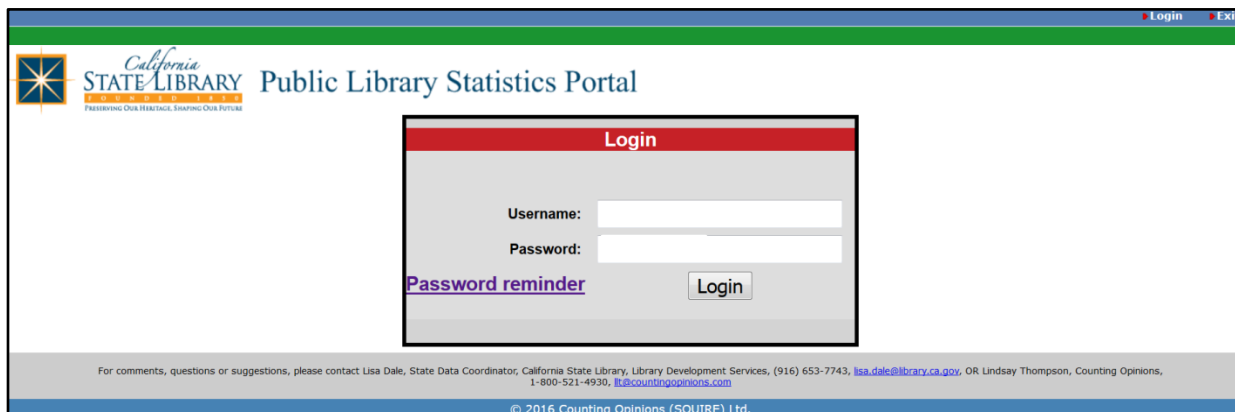 Login Exi
California
STATE LIBRARY
FOUNDED 1850
PRESERVING OUR HERITAGE, SHAPING OUR FUTURE
Public Library Statistics Portal
Login
Username:
Password:
Password reminder
Login
For comments, questions or suggestions, please contact Lisa Dale, State Data Coordinator, California State Library, Library Development Services, (916) 653-7743, lisa.dale@library.ca.gov, OR Lindsay Thompson, Counting Opinions,
1-800-521-4930, llt@countingopinions.com
© 2016 Counting Opinions (SQUIRE) Ltd.